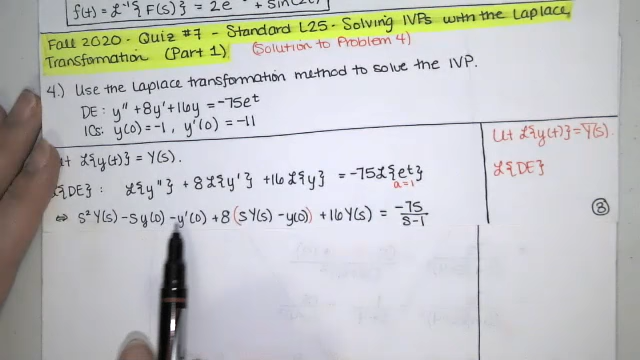 f(t) = ℒ⁻¹{F(s)} = 2e + sin(2t)
Fall 2020 - Quiz #7 - Standard L25 - Solving IVPs with the Laplace
Transformation (Part 1) (Solution to Problem 4)
4.) Use the Laplace transformation method to solve the IVP.
DE: y'' + 8y' + 16y = -75eᵗ
ICs: y(0) = -1, y'(0) = -11
Let ℒ{y(t)} = Y(s).
ℒ{DE}: ℒ{y''} + 8ℒ{y'} + 16ℒ{y} = -75ℒ{eᵗ}
a=1
⇔ s²Y(s) - sy(0) - y'(0) + 8(sY(s) - y(0)) + 16Y(s) = -75/(s-1)
Let ℒ{y(t)} = Y(s).
ℒ{DE}
8